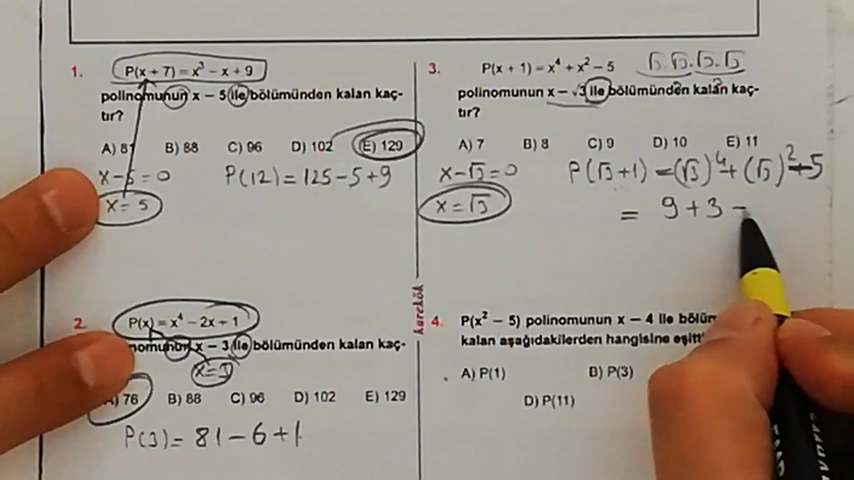 1. P(x + 7) = x³ - x + 9
polinomunun x - 5 ile bölümünden kalan kaç-
tır?
A) 81 B) 88 C) 96 D) 102 E) 129
x-5=0 P(12) = 125-5+9
x=5
2. P(x) = x⁴ - 2x + 1
nomunun x - 3 ile bölümünden kalan kaç-
x=3
A) 76 B) 88 C) 96 D) 102 E) 129
P(3) = 81-6+1
karekök
3. P(x + 1) = x⁴ + x² - 5 √3.√3.√3.√3
polinomunun x - √3 ile bölümünden kalan kaç-
tır?
A) 7 B) 8 C) 9 D) 10 E) 11
x-√3=0 P(√3+1) = (√3)⁴+(√3)²-5
x=√3
= 9+3-
4. P(x² - 5) polinomunun x - 4 ile
kalan aşağıdakilerden hangisine
A) P(1) B) P(3)
D) P(11)